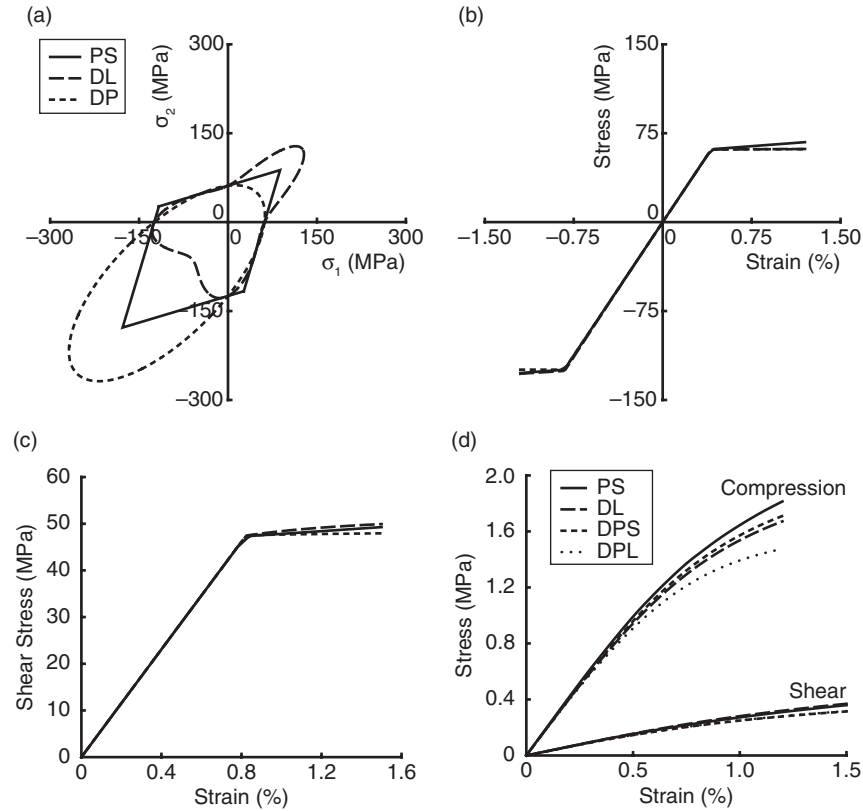 (a)
PS
DL
DP
300
150
0
−150
−300
σ2 (MPa)
−300
−150
0
150
300
σ1 (MPa)
(b)
150
75
0
−75
−150
Stress (MPa)
−1.50
−0.75
0
0.75
1.50
Strain (%)
(c)
60
50
40
30
20
10
0
Shear Stress (MPa)
0
0.4
0.8
1.2
1.6
Strain (%)
(d)
PS
DL
DPS
DPL
Compression
Shear
2.0
1.6
1.2
0.8
0.4
0
Stress (MPa)
0
0.5
1.0
1.5
Strain (%)